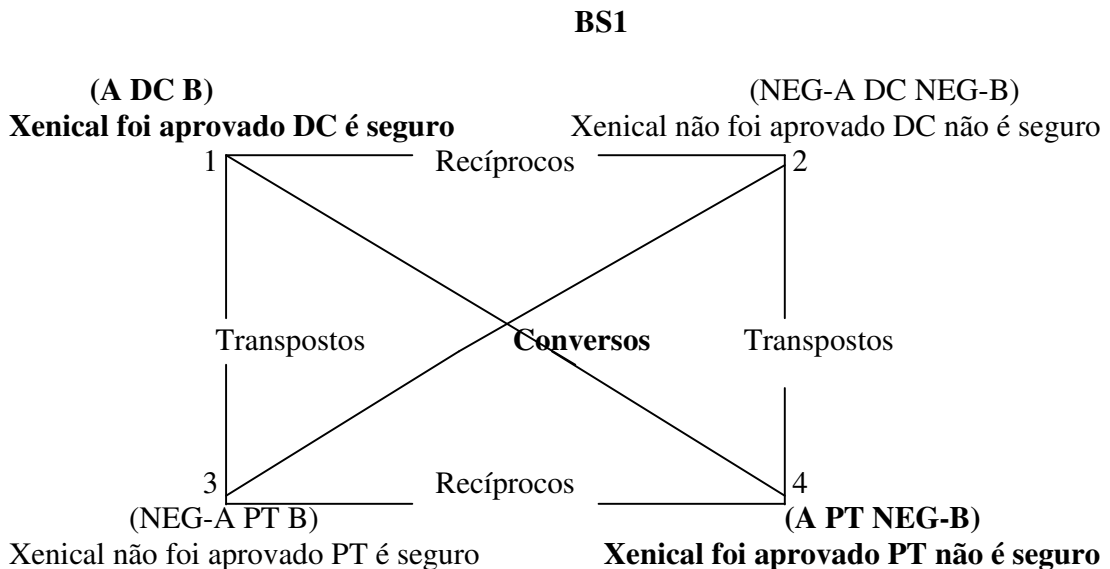 BS1
(A DC B) (NEG-A DC NEG-B)
Xenical foi aprovado DC é seguro Xenical não foi aprovado DC não é seguro
1 Recíprocos 2
Transpostos Conversos Transpostos
3 Recíprocos 4
(NEG-A PT B) (A PT NEG-B)
Xenical não foi aprovado PT é seguro Xenical foi aprovado PT não é seguro